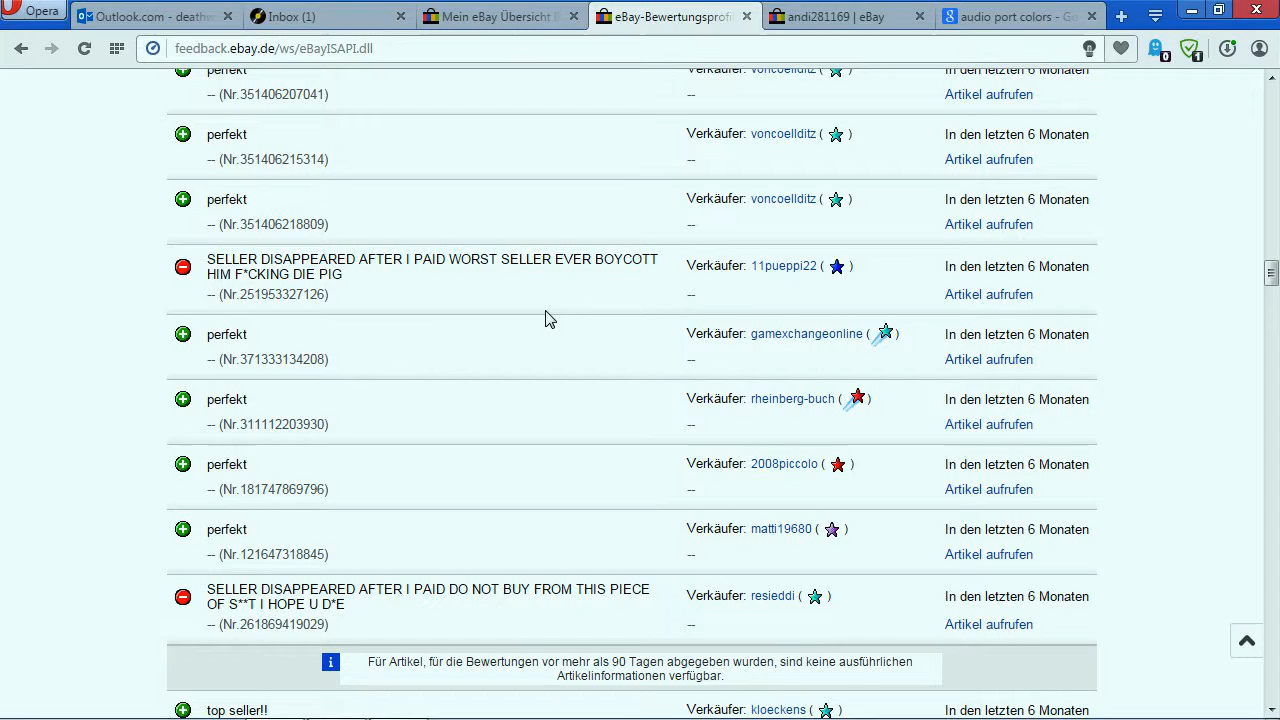 Opera
Outlook.com - deathw
Inbox (1)
Mein eBay Übersicht
eBay-Bewertungsprofi
andi281169 | eBay
audio port colors - Go
feedback.ebay.de/ws/eBayISAPI.dll
0
1
perfekt
Verkäufer: voncoellditz ( )
In den letzten 6 Monaten
-- (Nr.351406207041)
--
Artikel aufrufen
perfekt
Verkäufer: voncoellditz ( )
In den letzten 6 Monaten
-- (Nr.351406215314)
--
Artikel aufrufen
perfekt
Verkäufer: voncoellditz ( )
In den letzten 6 Monaten
-- (Nr.351406218809)
--
Artikel aufrufen
SELLER DISAPPEARED AFTER I PAID WORST SELLER EVER BOYCOTT
HIM F*CKING DIE PIG
Verkäufer: 11pueppi22 ( )
In den letzten 6 Monaten
-- (Nr.251953327126)
--
Artikel aufrufen
perfekt
Verkäufer: gamexchangeonline ( )
In den letzten 6 Monaten
-- (Nr.371333134208)
--
Artikel aufrufen
perfekt
Verkäufer: rheinberg-buch ( )
In den letzten 6 Monaten
-- (Nr.311112203930)
--
Artikel aufrufen
perfekt
Verkäufer: 2008piccolo ( )
In den letzten 6 Monaten
-- (Nr.181747869796)
--
Artikel aufrufen
perfekt
Verkäufer: matti19680 ( )
In den letzten 6 Monaten
-- (Nr.121647318845)
--
Artikel aufrufen
SELLER DISAPPEARED AFTER I PAID DO NOT BUY FROM THIS PIECE
OF S**T I HOPE U D*E
Verkäufer: resieddi ( )
In den letzten 6 Monaten
-- (Nr.261869419029)
--
Artikel aufrufen
i
Für Artikel, für die Bewertungen vor mehr als 90 Tagen abgegeben wurden, sind keine ausführlichen
Artikelinformationen verfügbar.
top seller!!
Verkäufer: kloeckens ( )
In den letzten 6 Monaten